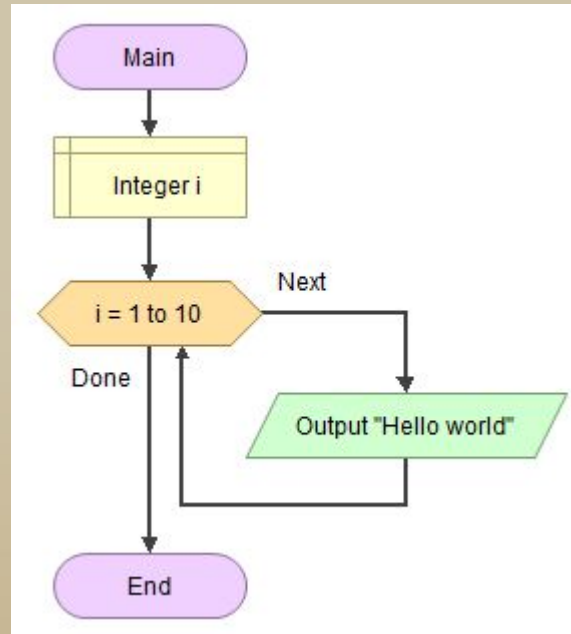 Main
Integer i
i = 1 to 10
Next
Done
Output "Hello world"
End